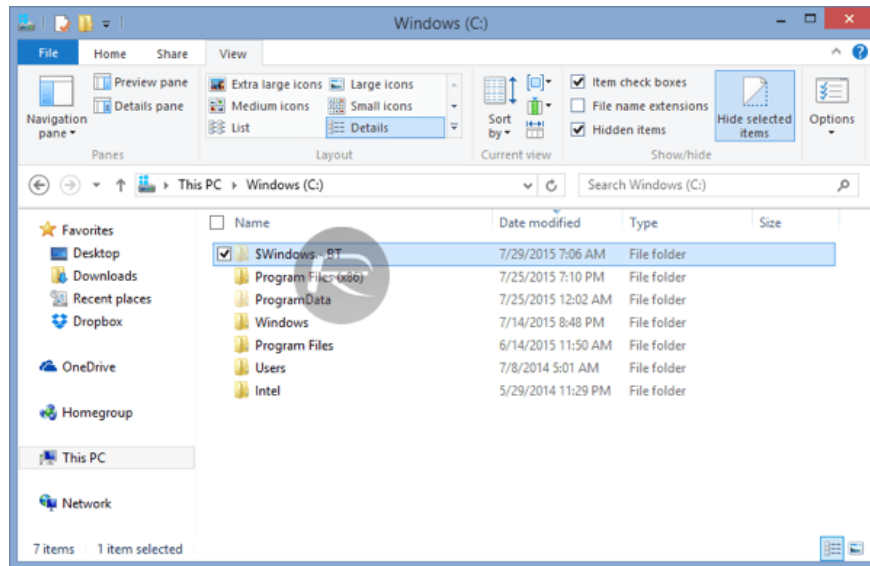 Windows (C:)
File Home Share View
Preview pane
Details pane
Navigation pane
Panes
Extra large icons Large icons
Medium icons Small icons
List Details
Layout
Sort by
Current view
Item check boxes
File name extensions
Hidden items
Hide selected items
Show/hide
Options
This PC Windows (C:)
Search Windows (C:)
Favorites
Desktop
Downloads
Recent places
Dropbox
OneDrive
Homegroup
This PC
Network
Name Date modified Type Size
$Windows.~BT 7/29/2015 7:06 AM File folder
Program Files (x86) 7/25/2015 7:10 PM File folder
ProgramData 7/25/2015 12:02 AM File folder
Windows 7/14/2015 8:48 PM File folder
Program Files 6/14/2015 11:50 AM File folder
Users 7/8/2014 5:01 AM File folder
Intel 5/29/2014 11:29 PM File folder
7 items 1 item selected